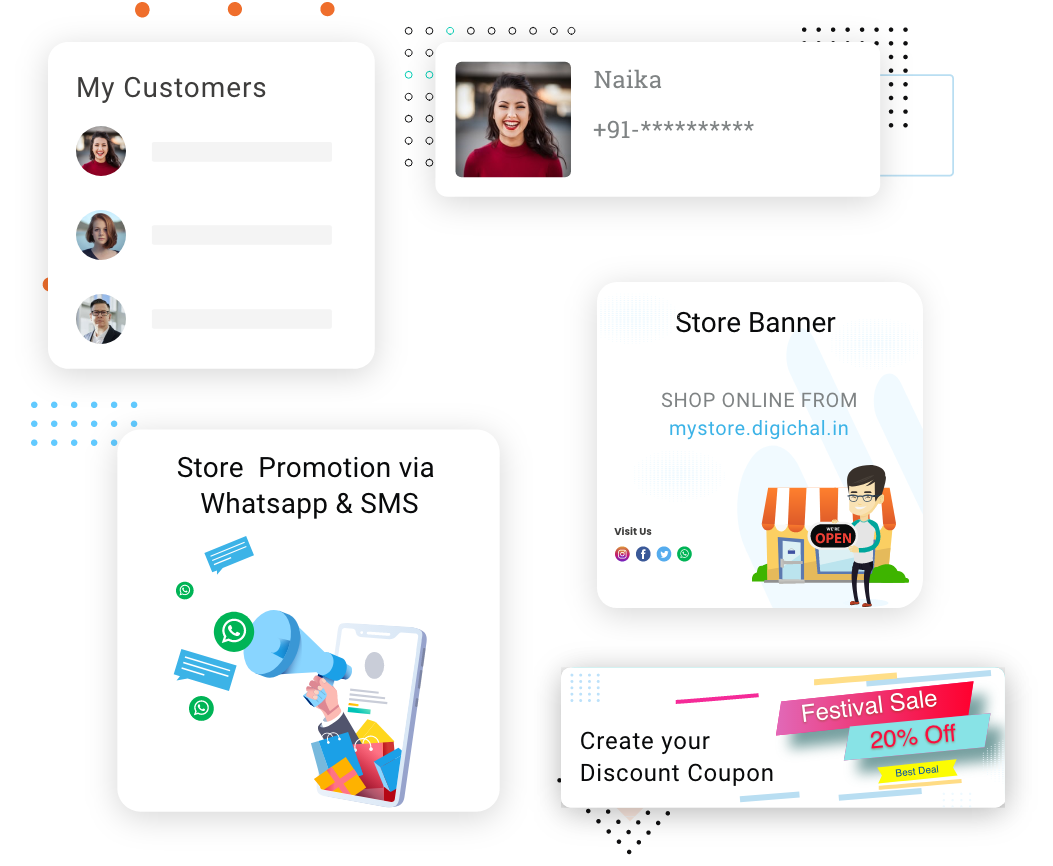 My Customers
Naika
+91-**********
Store Banner
SHOP ONLINE FROM
mystore.digichal.in
Visit Us
WE'RE
OPEN
Store Promotion via
Whatsapp & SMS
Festival Sale
20% Off
Best Deal
Create your
Discount Coupon